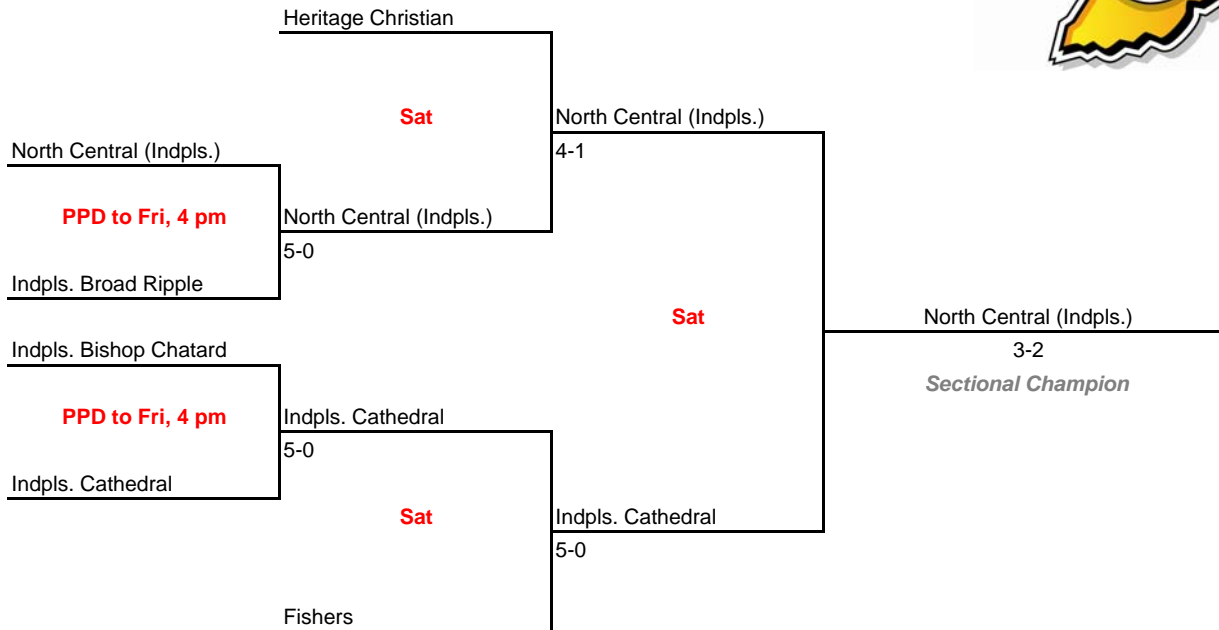 Heritage Christian
Sat
North Central (Indpls.)
North Central (Indpls.)
4-1
PPD to Fri, 4 pm
North Central (Indpls.)
5-0
Indpls. Broad Ripple
Sat
North Central (Indpls.)
Indpls. Bishop Chatard
3-2
Sectional Champion
PPD to Fri, 4 pm
Indpls. Cathedral
5-0
Indpls. Cathedral
Sat
Indpls. Cathedral
5-0
Fishers